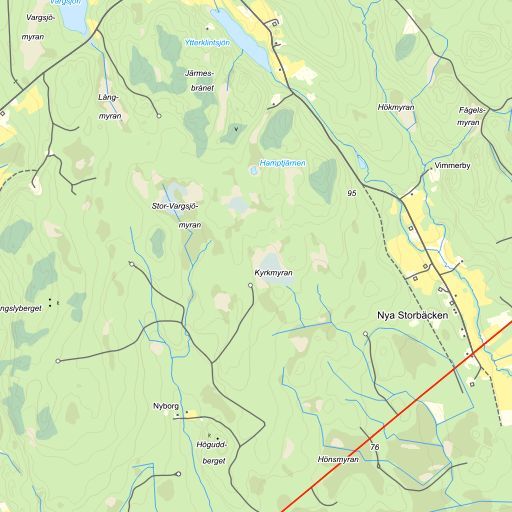 Vargsjön
Vargsjö-
myran
Ytterklintsjön
Järmes-
brånet
Lång-
myran
Hökmyran
Fågels-
myran
Hamptjärnen
Vimmerby
95
Stor-Vargsjö-
myran
Kyrkmyran
ngslyberget
Nya Storbäcken
Nyborg
Högudd-
berget
76
Hönsmyran